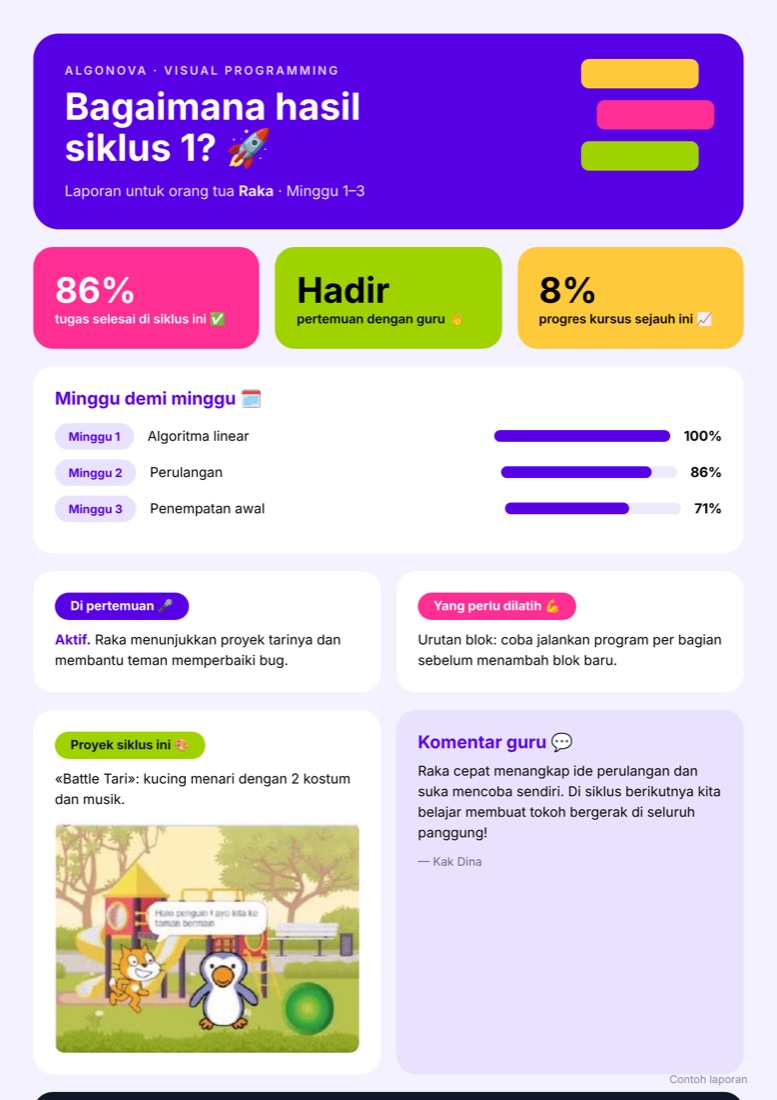 ALGONOVA · VISUAL PROGRAMMING
Bagaimana hasil
siklus 1? 🚀
Laporan untuk orang tua Raka · Minggu 1–3
86%
tugas selesai di siklus ini ✅
Hadir
pertemuan dengan guru 👋
8%
progres kursus sejauh ini 📈
Minggu demi minggu 🗓️
Minggu 1 Algoritma linear 100%
Minggu 2 Perulangan 86%
Minggu 3 Penempatan awal 71%
Di pertemuan 🎤
Aktif. Raka menunjukkan proyek tarinya dan
membantu teman memperbaiki bug.
Yang perlu dilatih 💪
Urutan blok: coba jalankan program per bagian
sebelum menambah blok baru.
Proyek siklus ini 🎨
«Battle Tari»: kucing menari dengan 2 kostum
dan musik.
Halo penguin ! ayo kita ke
taman bermain
Komentar guru 💬
Raka cepat menangkap ide perulangan dan
suka mencoba sendiri. Di siklus berikutnya kita
belajar membuat tokoh bergerak di seluruh
panggung!
— Kak Dina
Contoh laporan